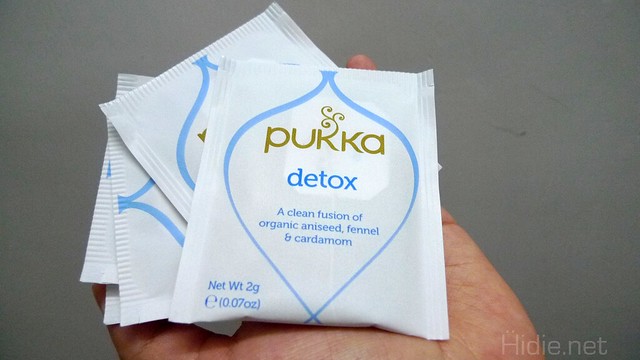 pukka
detox
A clean fusion of
organic aniseed, fennel
& cardamom
Net Wt 2g
℮ (0.07oz)
Hidie.net